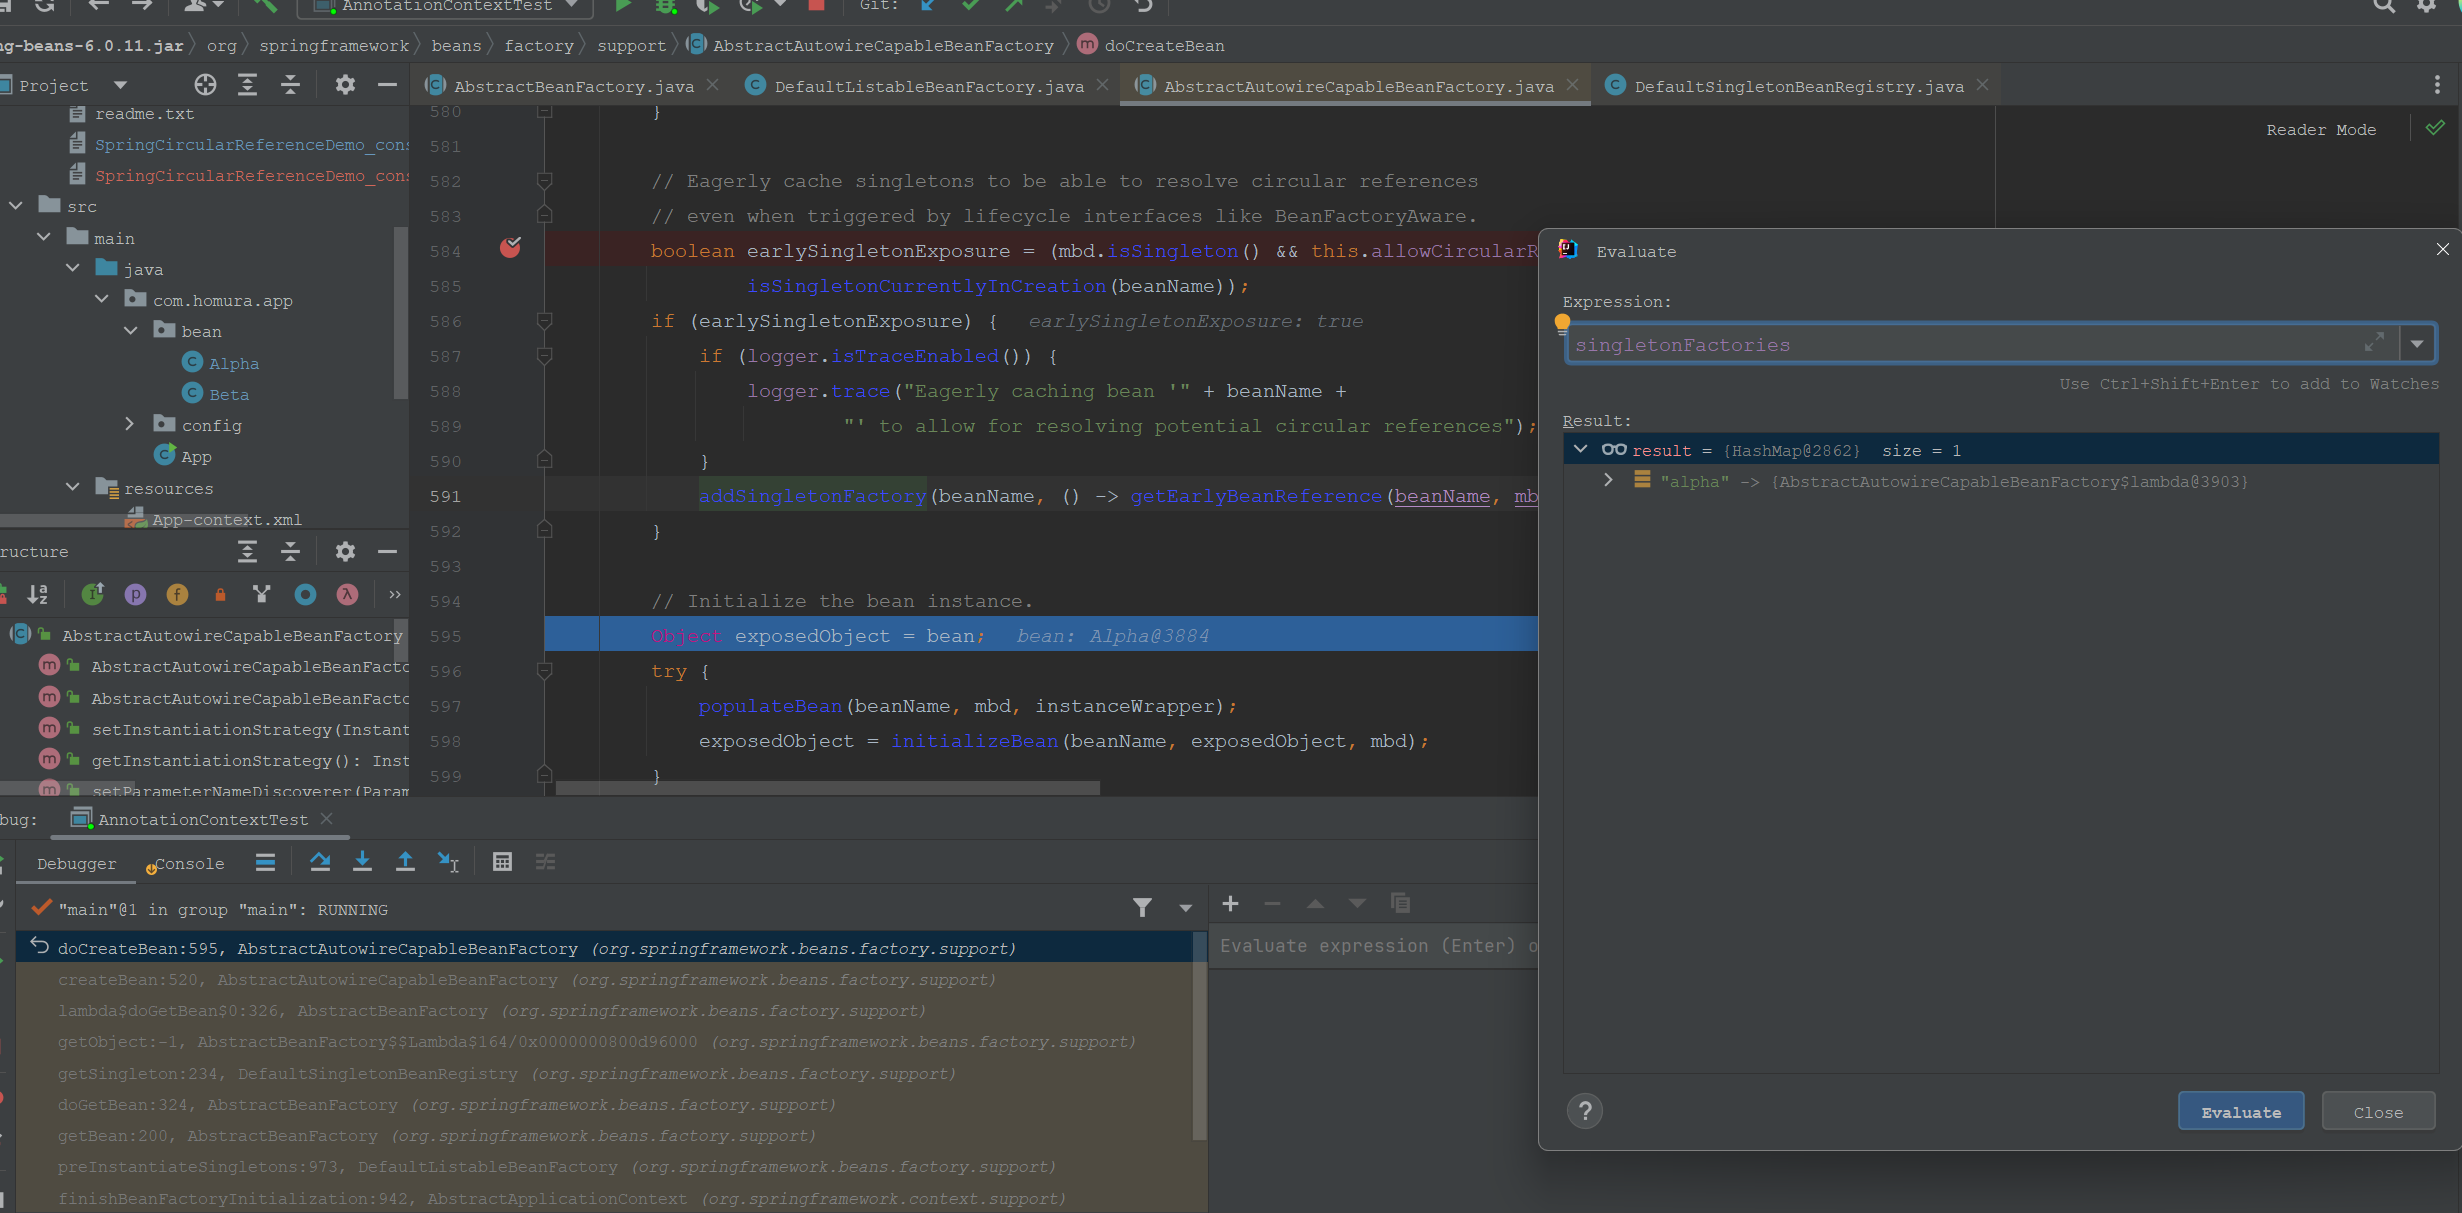 AnnotationContextTest
Git:
ng-beans-6.0.11.jar
org
springframework
beans
factory
support
AbstractAutowireCapableBeanFactory
doCreateBean
Project
AbstractBeanFactory.java
DefaultListableBeanFactory.java
AbstractAutowireCapableBeanFactory.java
DefaultSingletonBeanRegistry.java
readme.txt
SpringCircularReferenceDemo_cons
SpringCircularReferenceDemo_cons
src
main
java
com.homura.app
bean
Alpha
Beta
config
App
resources
App-context.xml
ructure
AbstractAutowireCapableBeanFactory
AbstractAutowireCapableBeanFacto
AbstractAutowireCapableBeanFacto
setInstantiationStrategy(Instant
getInstantiationStrategy(): Inst
setParameterNameDiscoverer(Param
Reader Mode
580 }
581
582 // Eagerly cache singletons to be able to resolve circular references
583 // even when triggered by lifecycle interfaces like BeanFactoryAware.
584 boolean earlySingletonExposure = (mbd.isSingleton() && this.allowCircularR
585 isSingletonCurrentlyInCreation(beanName));
586 if (earlySingletonExposure) { earlySingletonExposure: true
587 if (logger.isTraceEnabled()) {
588 logger.trace("Eagerly caching bean '" + beanName +
589 "' to allow for resolving potential circular references");
590 }
591 addSingletonFactory(beanName, () -> getEarlyBeanReference(beanName, mb
592 }
593
594 // Initialize the bean instance.
595 Object exposedObject = bean; bean: Alpha@3884
596 try {
597 populateBean(beanName, mbd, instanceWrapper);
598 exposedObject = initializeBean(beanName, exposedObject, mbd);
599 }
Evaluate
Expression:
singletonFactories
Use Ctrl+Shift+Enter to add to Watches
Result:
result = {HashMap@2862} size = 1
"alpha" -> {AbstractAutowireCapableBeanFactory$lambda@3903}
?
Evaluate
Close
bug:
AnnotationContextTest
Debugger
Console
"main"@1 in group "main": RUNNING
doCreateBean:595, AbstractAutowireCapableBeanFactory (org.springframework.beans.factory.support)
createBean:520, AbstractAutowireCapableBeanFactory (org.springframework.beans.factory.support)
lambda$doGetBean$0:326, AbstractBeanFactory (org.springframework.beans.factory.support)
getObject:-1, AbstractBeanFactory$$Lambda$164/0x0000000800d96000 (org.springframework.beans.factory.support)
getSingleton:234, DefaultSingletonBeanRegistry (org.springframework.beans.factory.support)
doGetBean:324, AbstractBeanFactory (org.springframework.beans.factory.support)
getBean:200, AbstractBeanFactory (org.springframework.beans.factory.support)
preInstantiateSingletons:973, DefaultListableBeanFactory (org.springframework.beans.factory.support)
finishBeanFactoryInitialization:942, AbstractApplicationContext (org.springframework.context.support)
Evaluate expression (Enter) o